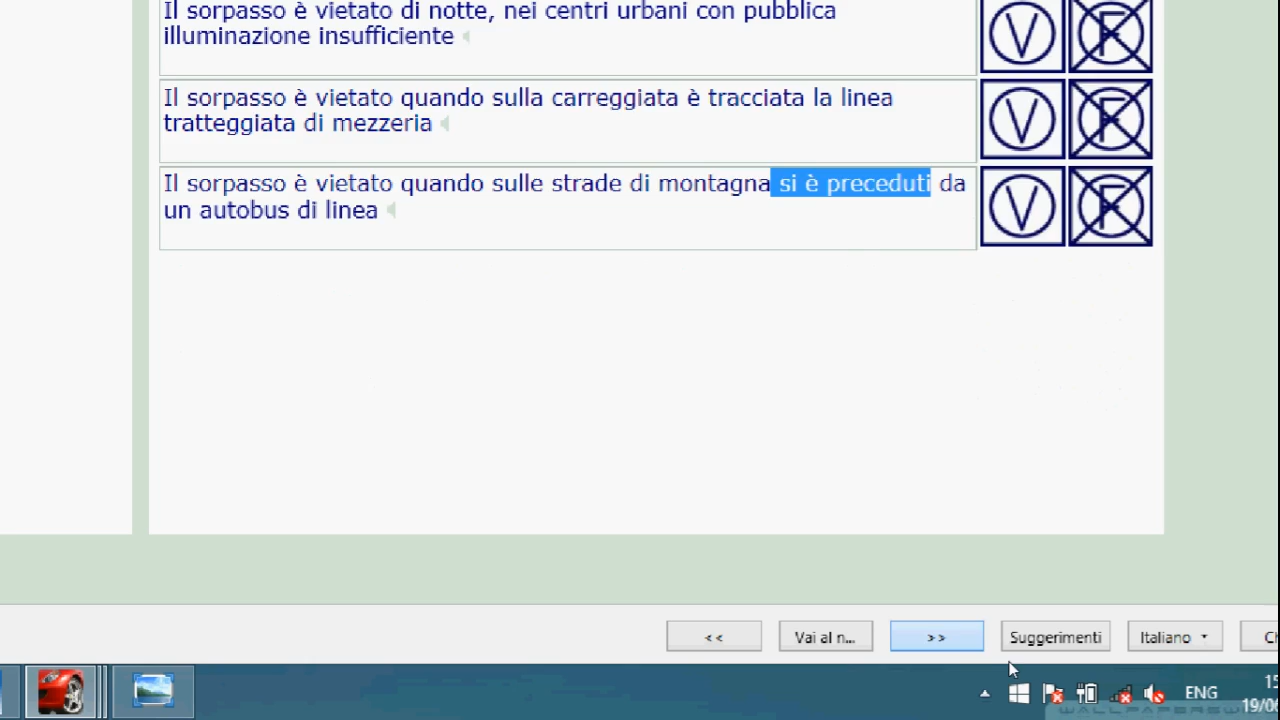 Il sorpasso è vietato di notte, nei centri urbani con pubblica
illuminazione insufficiente
V F
Il sorpasso è vietato quando sulla carreggiata è tracciata la linea
tratteggiata di mezzeria
V F
Il sorpasso è vietato quando sulle strade di montagna si è preceduti da
un autobus di linea
V F
<< Vai al n... >> Suggerimenti Italiano
ENG